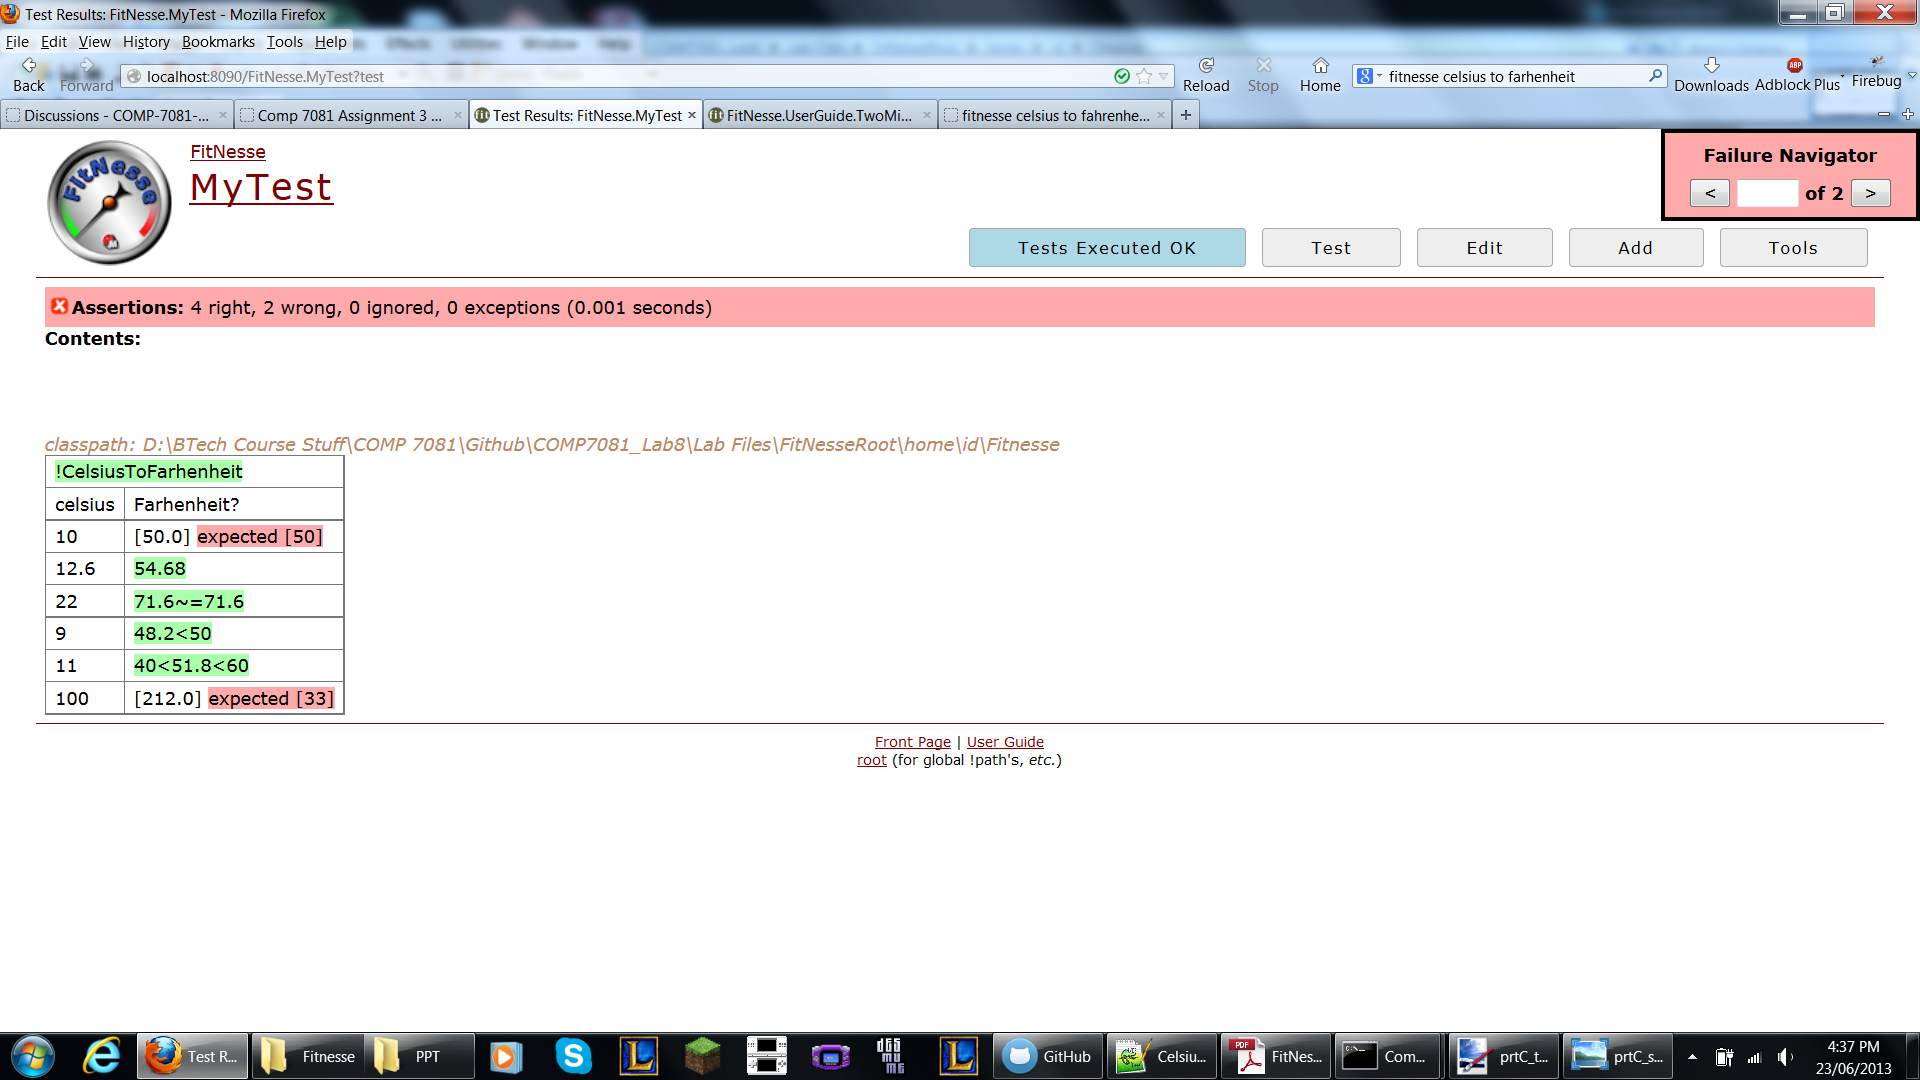 Test Results: FitNesse.MyTest - Mozilla Firefox
File Edit View History Bookmarks Tools Help
Back Forward localhost:8090/FitNesse.MyTest?test Reload Stop Home fitnesse celsius to farhenheit Downloads Adblock Plus Firebug
Discussions - COMP-7081-... Comp 7081 Assignment 3 ... Test Results: FitNesse.MyTest FitNesse.UserGuide.TwoMi... fitnesse celsius to fahrenhe...
FitNesse
FitNesse
MyTest
Failure Navigator
< of 2 >
Tests Executed OK Test Edit Add Tools
Assertions: 4 right, 2 wrong, 0 ignored, 0 exceptions (0.001 seconds)
Contents:
classpath: D:\BTech Course Stuff\COMP 7081\Github\COMP7081_Lab8\Lab Files\FitNesseRoot\home\id\Fitnesse
!CelsiusToFarhenheit
celsius Farhenheit?
10 [50.0] expected [50]
12.6 54.68
22 71.6~=71.6
9 48.2<50
11 40<51.8<60
100 [212.0] expected [33]
Front Page | User Guide
root (for global !path's, etc.)
Test R... Fitnesse PPT GitHub Celsiu... FitNes... Com... prtC_t... prtC_s...
4:37 PM
23/06/2013